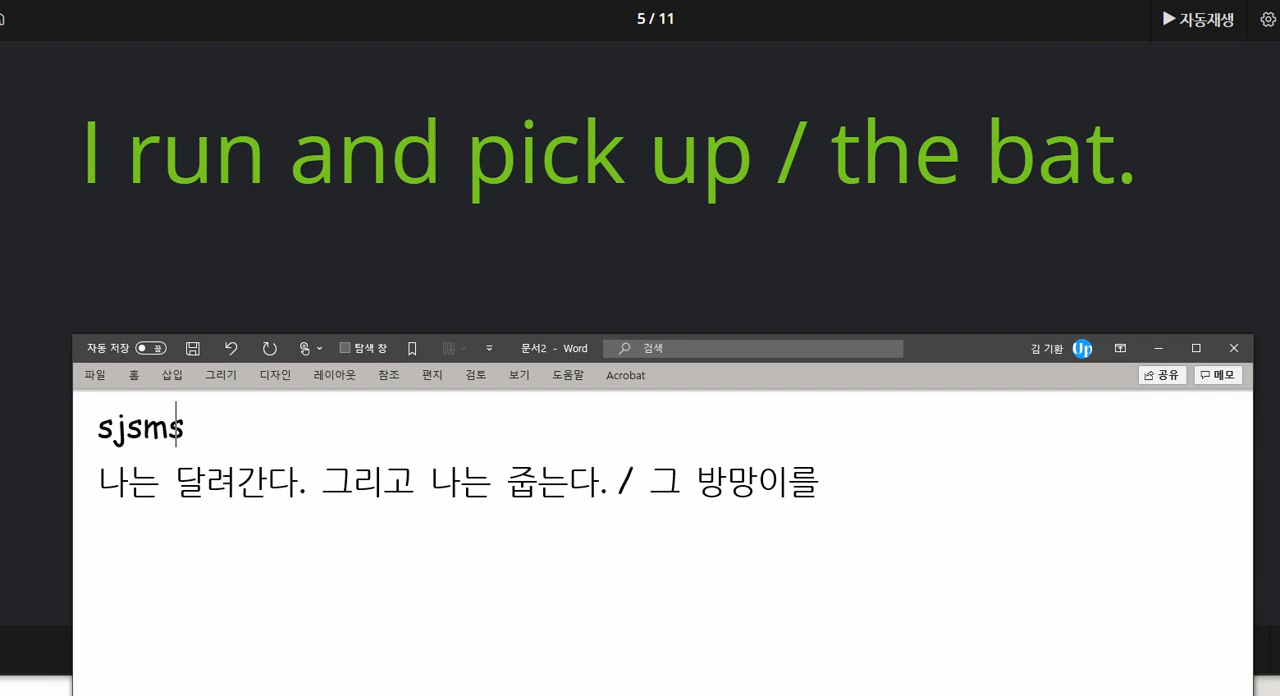 5 / 11
▶ 자동재생
I run and pick up / the bat.
자동 저장 끔 탐색 창 문서2 - Word 검색 김 기환 Up
파일 홈 삽입 그리기 디자인 레이아웃 참조 편지 검토 보기 도움말 Acrobat 공유 메모
sjsms
나는 달려간다. 그리고 나는 줍는다. / 그 방망이를